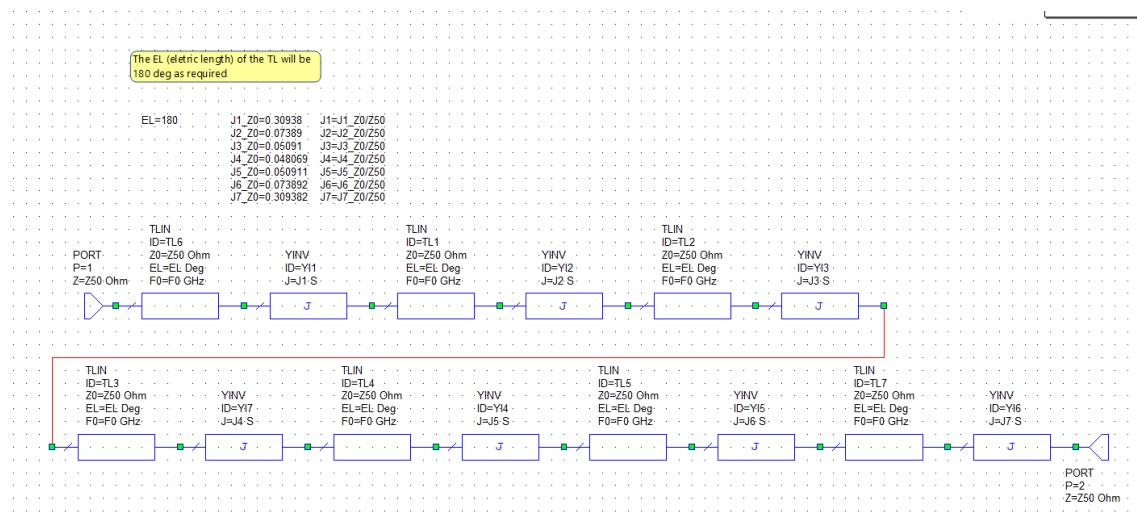 The EL (eletric length) of the TL will be
180 deg as required
EL=180
J1_Z0=0.30938 J1=J1_Z0/Z50
J2_Z0=0.07389 J2=J2_Z0/Z50
J3_Z0=0.05091 J3=J3_Z0/Z50
J4_Z0=0.048069 J4=J4_Z0/Z50
J5_Z0=0.050911 J5=J5_Z0/Z50
J6_Z0=0.073892 J6=J6_Z0/Z50
J7_Z0=0.309382 J7=J7_Z0/Z50
PORT
P=1
Z=Z50 Ohm
TLIN
ID=TL6
Z0=Z50 Ohm
EL=EL Deg
F0=F0 GHz
YINV
ID=YI1
J=J1 S
J
TLIN
ID=TL1
Z0=Z50 Ohm
EL=EL Deg
F0=F0 GHz
YINV
ID=YI2
J=J2 S
J
TLIN
ID=TL2
Z0=Z50 Ohm
EL=EL Deg
F0=F0 GHz
YINV
ID=YI3
J=J3 S
J
TLIN
ID=TL3
Z0=Z50 Ohm
EL=EL Deg
F0=F0 GHz
YINV
ID=YI7
J=J4 S
J
TLIN
ID=TL4
Z0=Z50 Ohm
EL=EL Deg
F0=F0 GHz
YINV
ID=YI4
J=J5 S
J
TLIN
ID=TL5
Z0=Z50 Ohm
EL=EL Deg
F0=F0 GHz
YINV
ID=YI5
J=J6 S
J
TLIN
ID=TL7
Z0=Z50 Ohm
EL=EL Deg
F0=F0 GHz
YINV
ID=YI6
J=J7 S
J
PORT
P=2
Z=Z50 Ohm